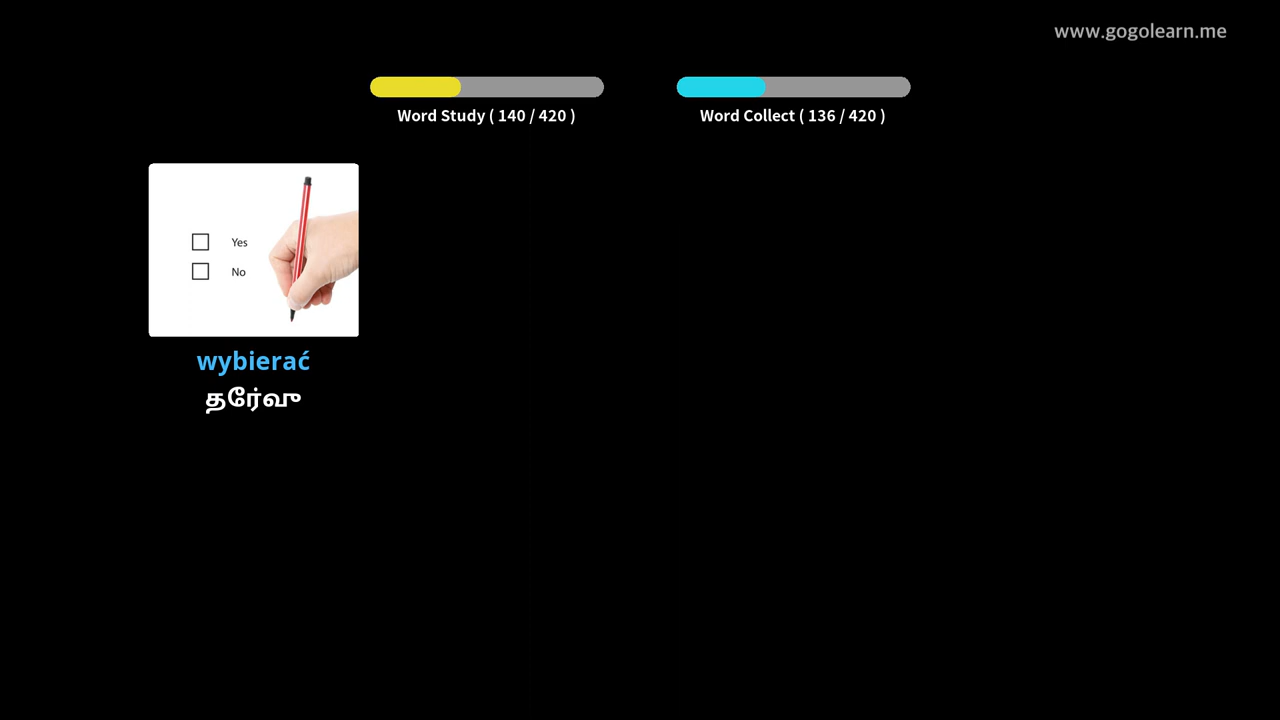 www.gogolearn.me
Word Study ( 140 / 420 )
Word Collect ( 136 / 420 )
Yes
No
wybierać
தேர்வு